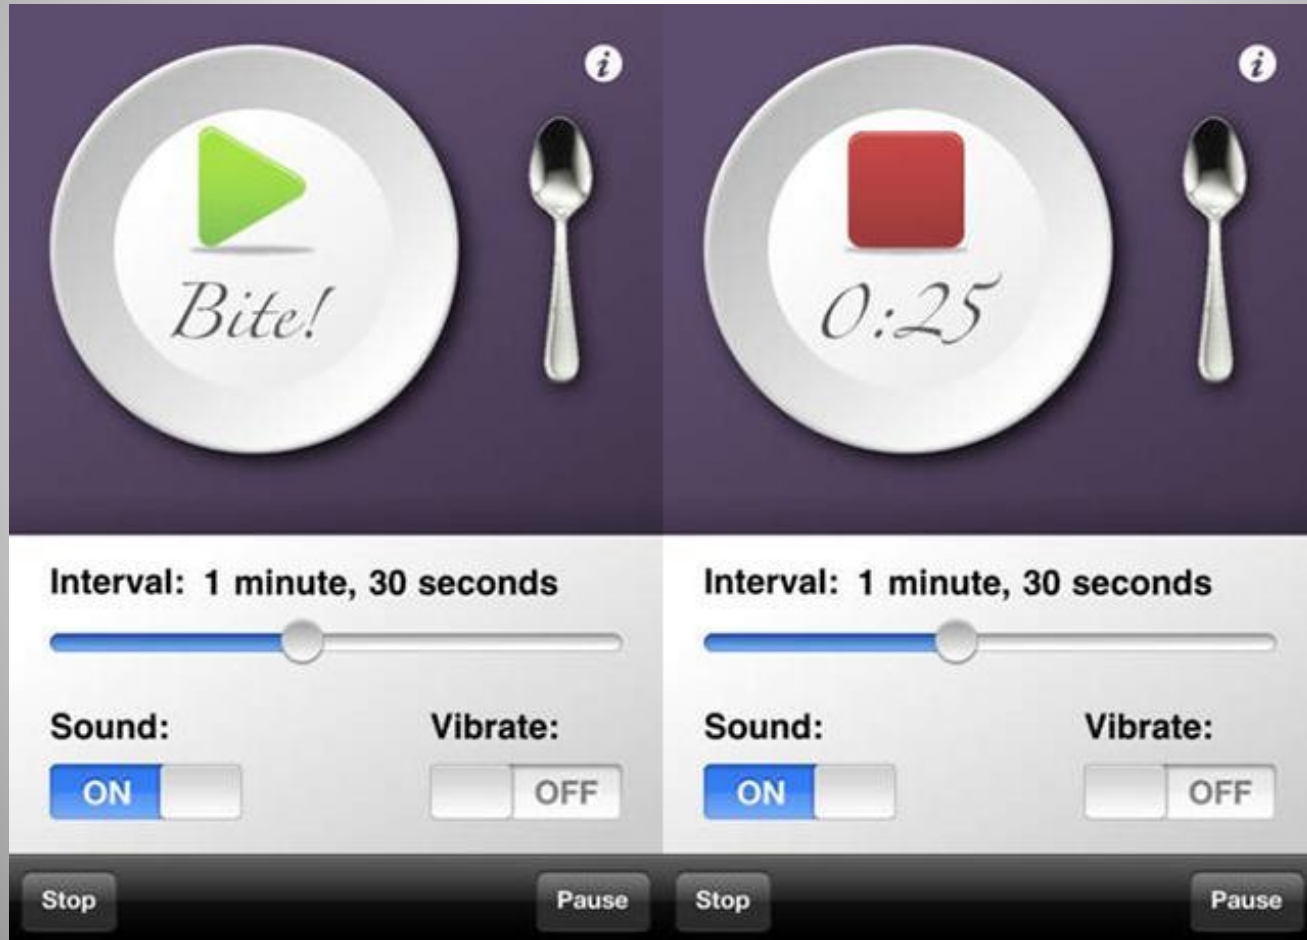 i
Bite!
Interval: 1 minute, 30 seconds
Sound:
Vibrate:
ON
OFF
Stop
Pause
i
0:25
Interval: 1 minute, 30 seconds
Sound:
Vibrate:
ON
OFF
Stop
Pause